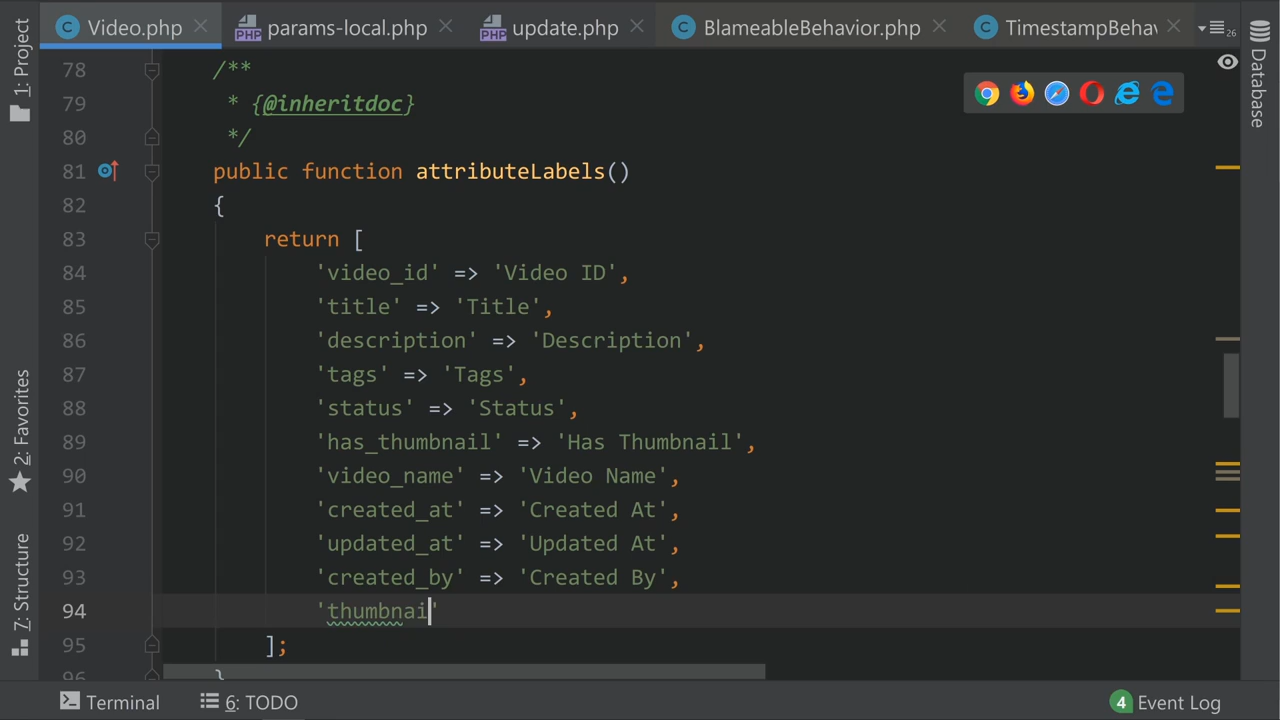 Video.php
params-local.php
update.php
BlameableBehavior.php
TimestampBehav
26
1: Project
2: Favorites
7: Structure
Database
78 /**
79 * {@inheritdoc}
80 */
81 public function attributeLabels()
82 {
83 return [
84 'video_id' => 'Video ID',
85 'title' => 'Title',
86 'description' => 'Description',
87 'tags' => 'Tags',
88 'status' => 'Status',
89 'has_thumbnail' => 'Has Thumbnail',
90 'video_name' => 'Video Name',
91 'created_at' => 'Created At',
92 'updated_at' => 'Updated At',
93 'created_by' => 'Created By',
94 'thumbnai'
95 ];
96 }
Terminal
6: TODO
4 Event Log